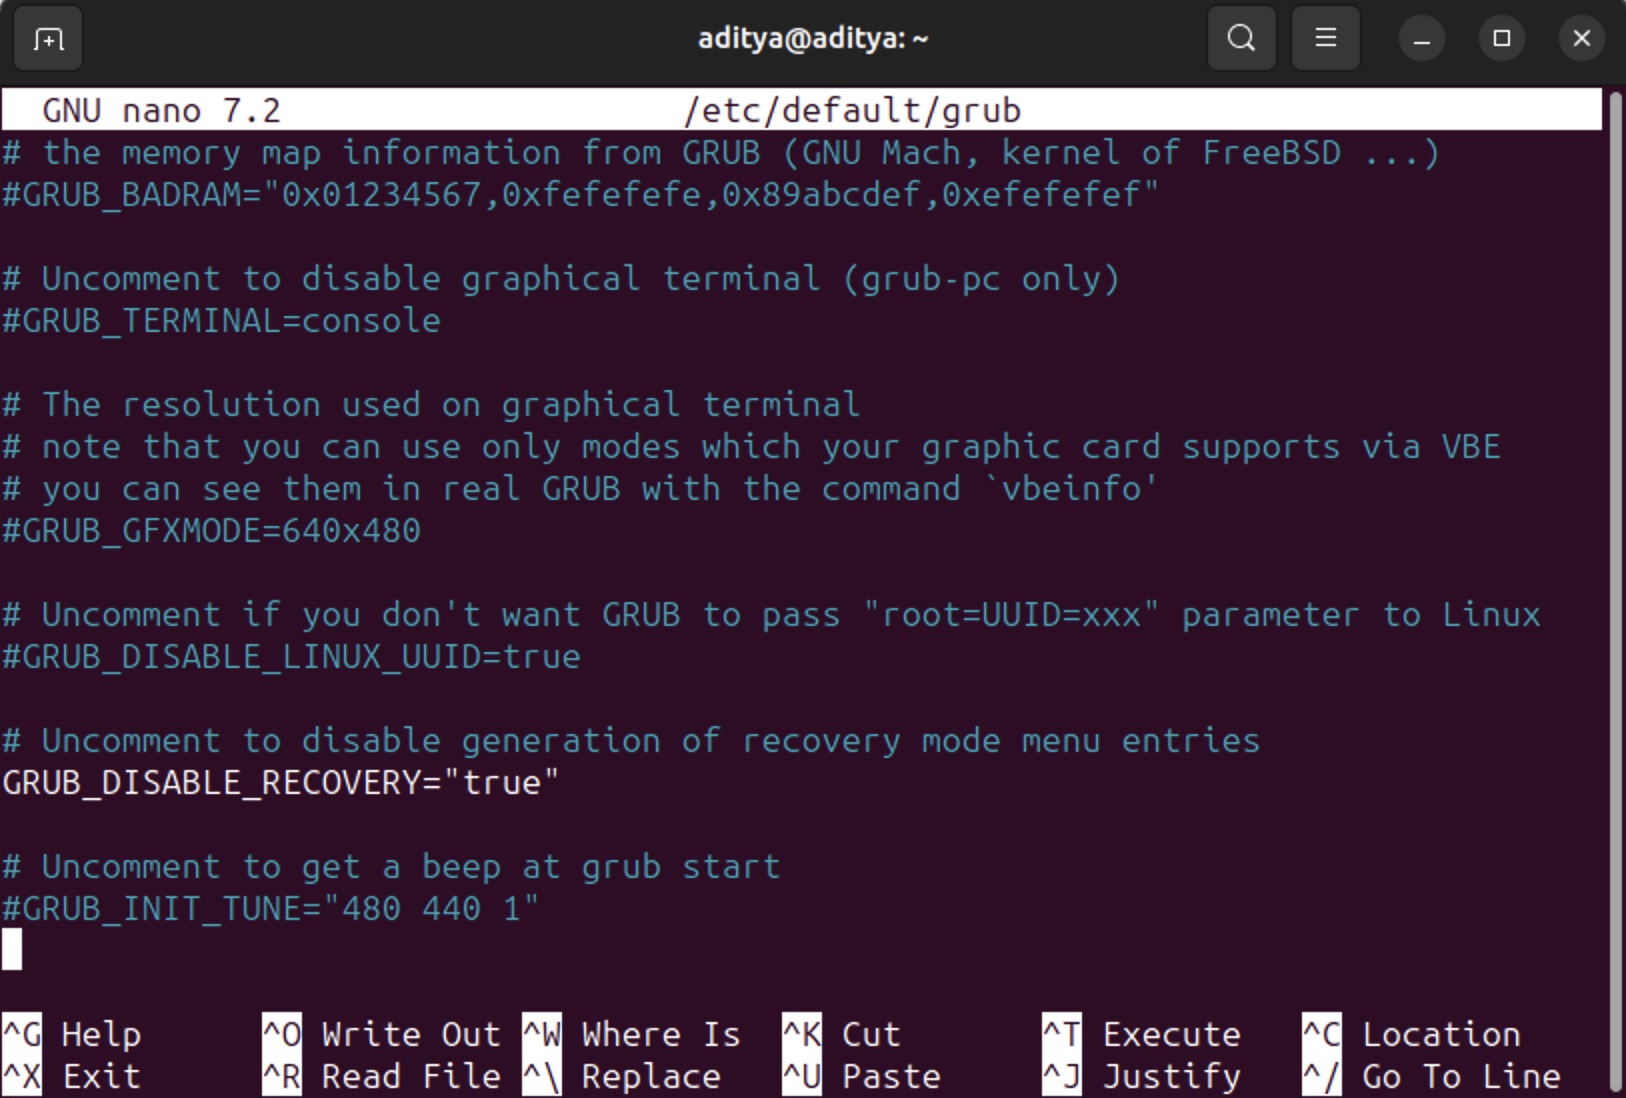 aditya@aditya: ~
GNU nano 7.2 /etc/default/grub
# the memory map information from GRUB (GNU Mach, kernel of FreeBSD ...)
#GRUB_BADRAM="0x01234567,0xfefefefe,0x89abcdef,0xefefefef"
# Uncomment to disable graphical terminal (grub-pc only)
#GRUB_TERMINAL=console
# The resolution used on graphical terminal
# note that you can use only modes which your graphic card supports via VBE
# you can see them in real GRUB with the command `vbeinfo'
#GRUB_GFXMODE=640x480
# Uncomment if you don't want GRUB to pass "root=UUID=xxx" parameter to Linux
#GRUB_DISABLE_LINUX_UUID=true
# Uncomment to disable generation of recovery mode menu entries
GRUB_DISABLE_RECOVERY="true"
# Uncomment to get a beep at grub start
#GRUB_INIT_TUNE="480 440 1"
^G Help ^O Write Out ^W Where Is ^K Cut ^T Execute ^C Location
^X Exit ^R Read File ^\ Replace ^U Paste ^J Justify ^/ Go To Line